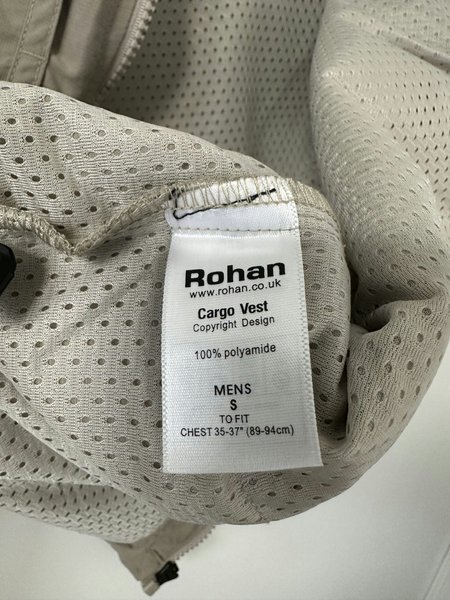 Rohan
www.rohan.co.uk
Cargo Vest
Copyright Design
100% polyamide
MENS
S
TO FIT
CHEST 35-37" (89-94cm)